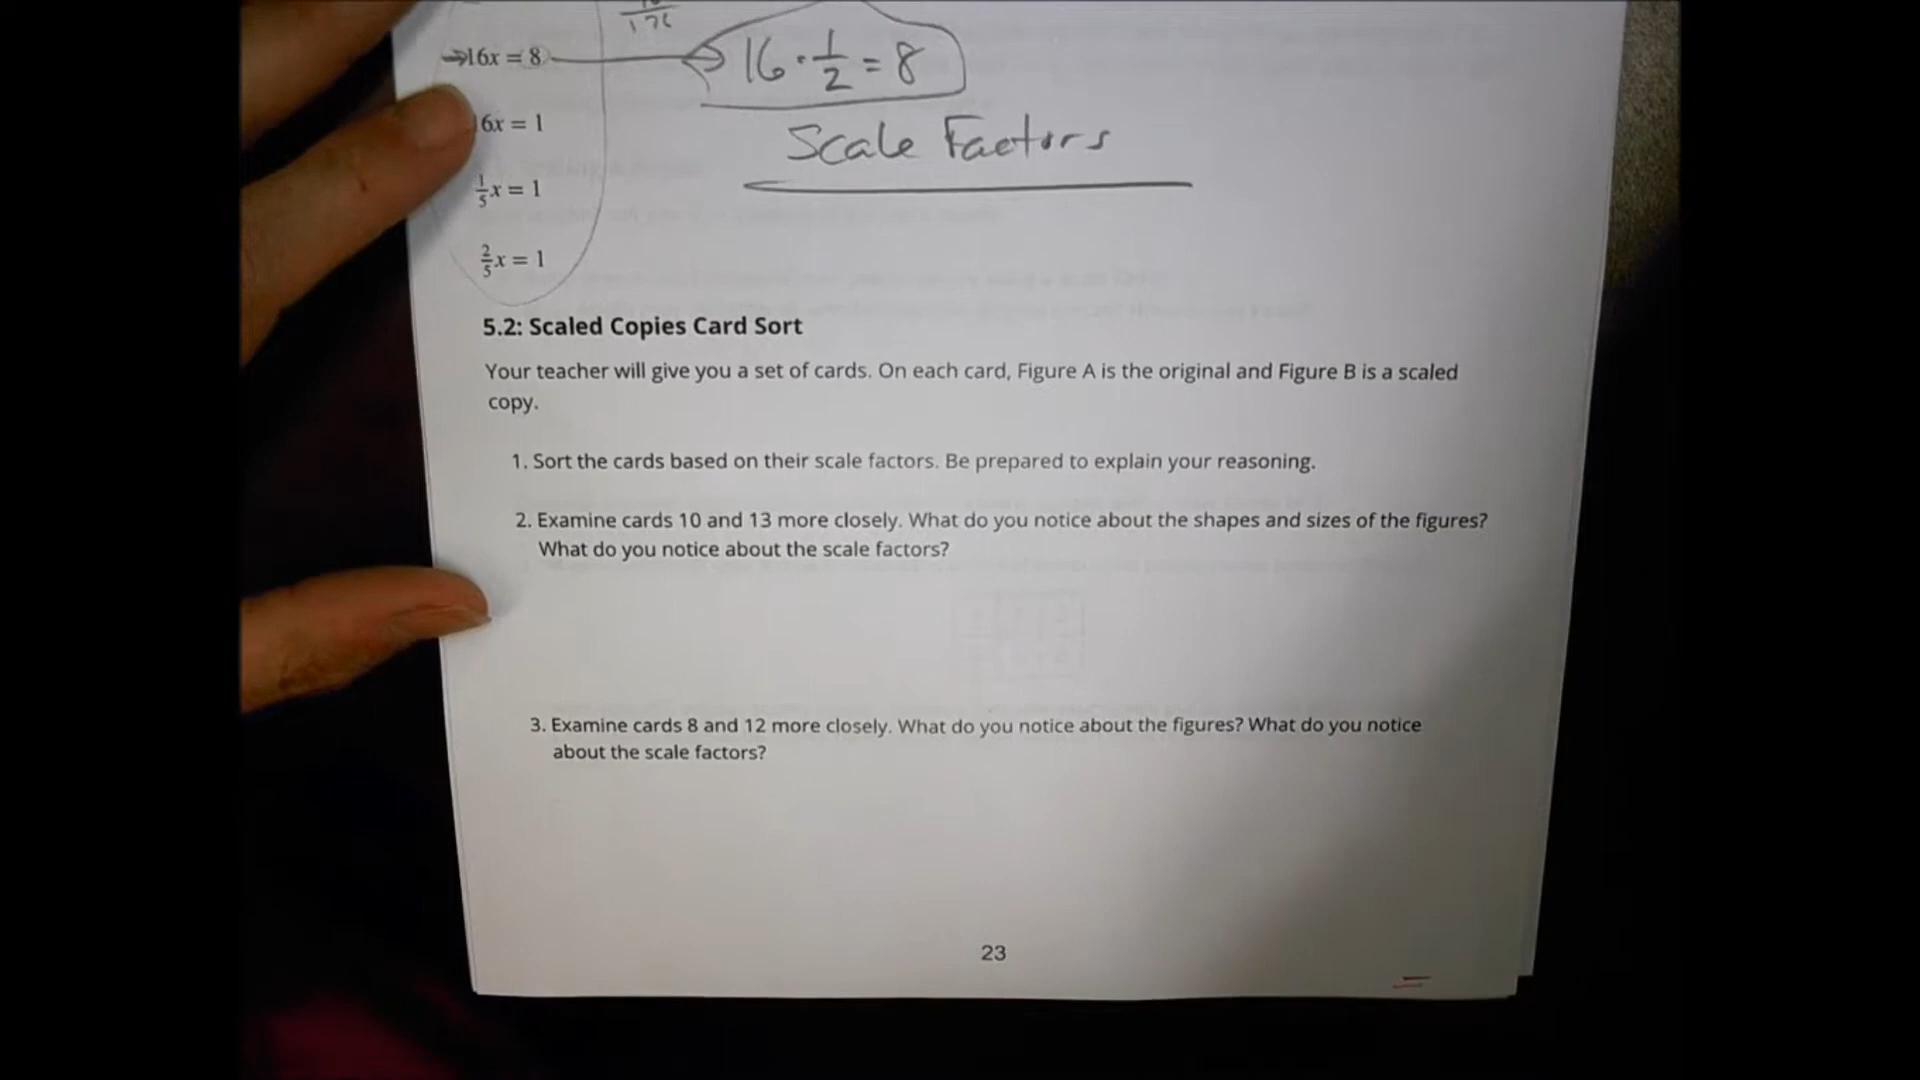 16x = 8
16 · 1/2 = 8
6x = 1
Scale Factors
1/5 x = 1
2/5 x = 1
5.2: Scaled Copies Card Sort
Your teacher will give you a set of cards. On each card, Figure A is the original and Figure B is a scaled
copy.
1. Sort the cards based on their scale factors. Be prepared to explain your reasoning.
2. Examine cards 10 and 13 more closely. What do you notice about the shapes and sizes of the figures?
What do you notice about the scale factors?
3. Examine cards 8 and 12 more closely. What do you notice about the figures? What do you notice
about the scale factors?
23